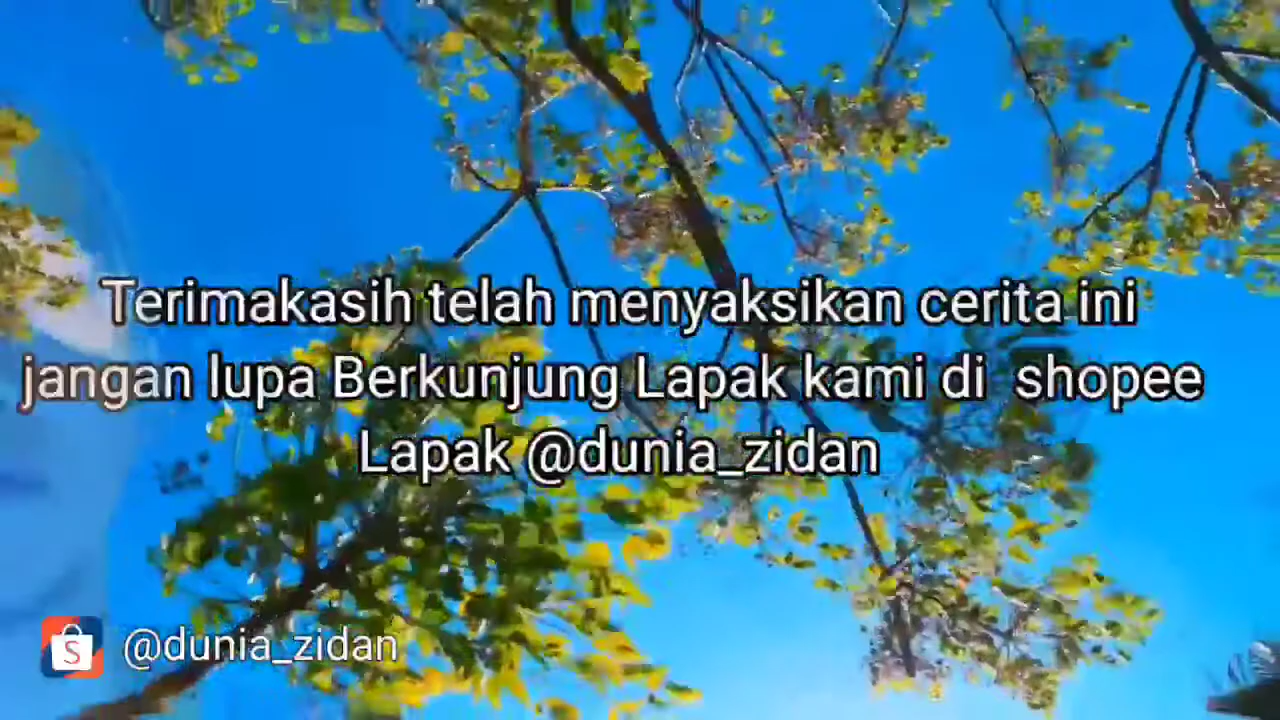 Terimakasih telah menyaksikan cerita ini
jangan lupa Berkunjung Lapak kami di shopee
Lapak @dunia_zidan
S @dunia_zidan